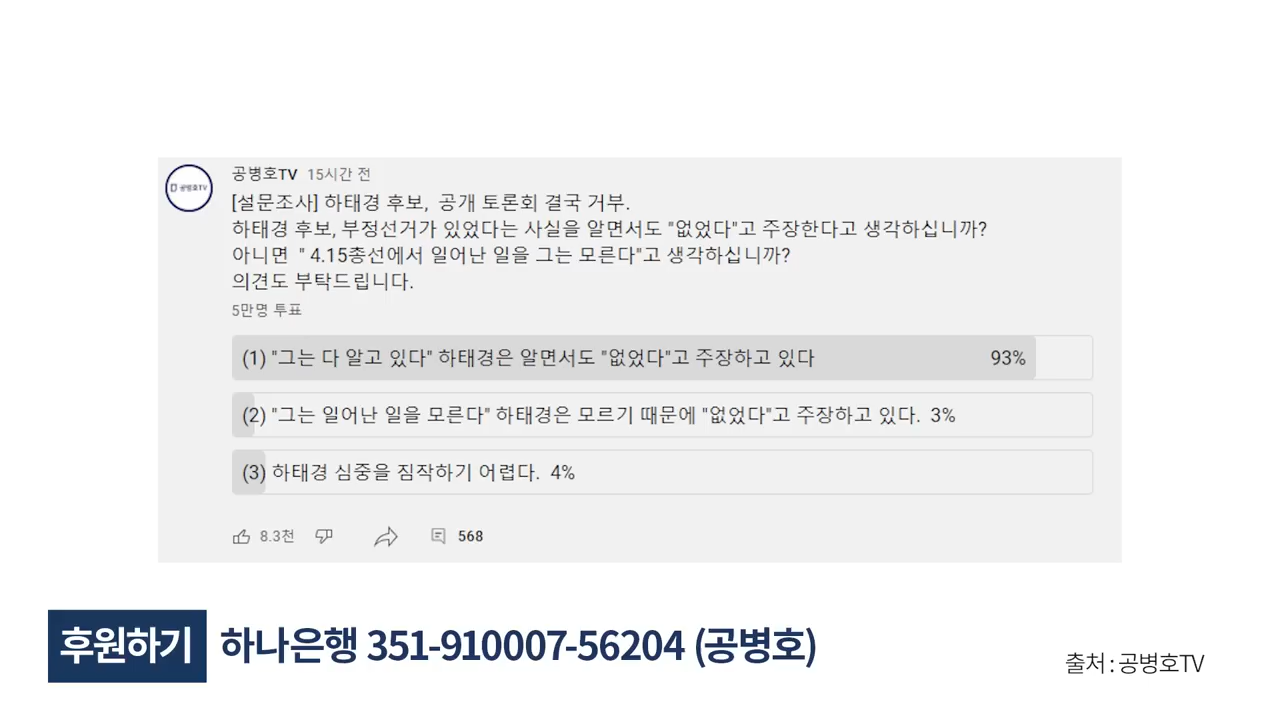 공병호TV 15시간 전
공병호TV
[설문조사] 하태경 후보,  공개 토론회 결국 거부.
하태경 후보, 부정선거가 있었다는 사실을 알면서도 "없었다"고 주장한다고 생각하십니까?
아니면  " 4.15총선에서 일어난 일을 그는 모른다"고 생각하십니까?
의견도 부탁드립니다.
5만명 투표
(1) "그는 다 알고 있다" 하태경은 알면서도 "없었다"고 주장하고 있다 93%
(2) "그는 일어난 일을 모른다" 하태경은 모르기 때문에 "없었다"고 주장하고 있다. 3%
(3) 하태경 심중을 짐작하기 어렵다. 4%
8.3천 568
후원하기 하나은행 351-910007-56204 (공병호)
출처 : 공병호TV